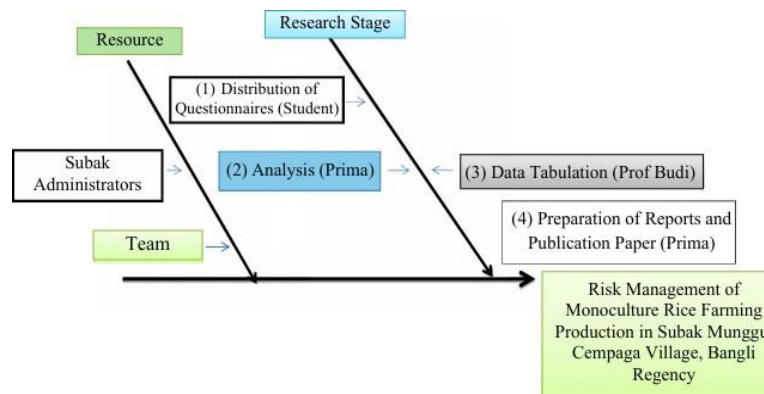 Resource
Research Stage
(1) Distribution of
Questionnaires (Student)
Subak
Administrators
(2) Analysis (Prima)
(3) Data Tabulation (Prof Budi)
(4) Preparation of Reports and
Publication Paper (Prima)
Team
Risk Management of
Monoculture Rice Farming
Production in Subak Munggu
Cempaga Village, Bangli
Regency